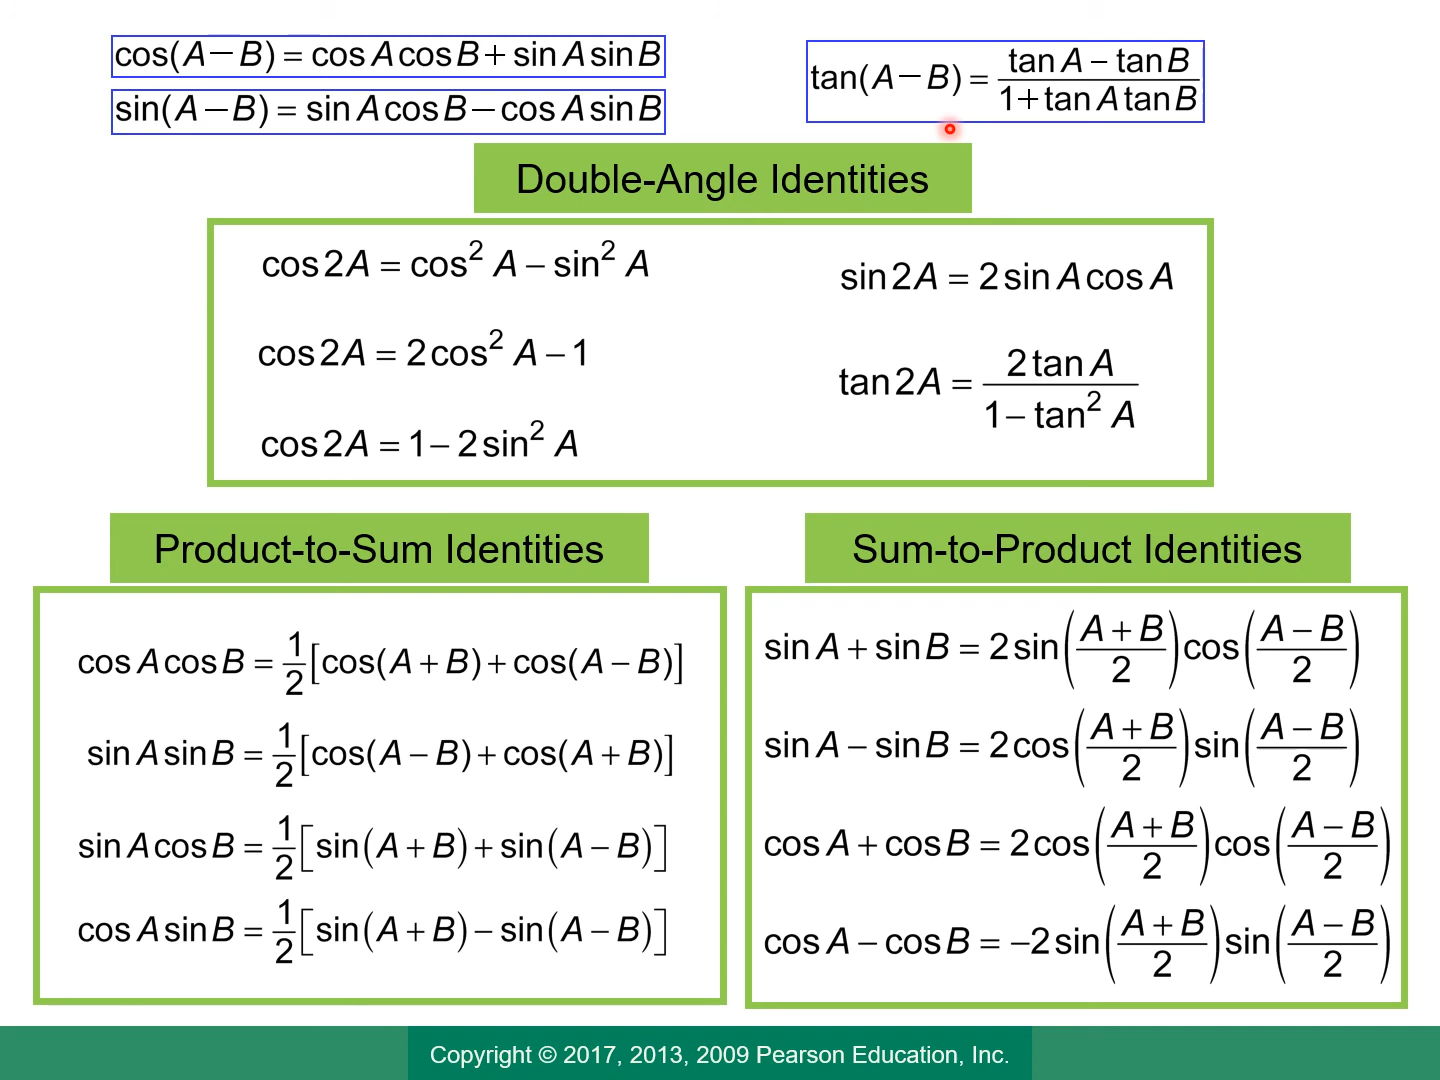 cos(A−B) = cos A cos B + sin A sin B
sin(A−B) = sin A cos B − cos A sin B
tan(A−B) = (tan A − tan B)/(1 + tan A tan B)
Double-Angle Identities
cos 2A = cos² A − sin² A
cos 2A = 2 cos² A − 1
cos 2A = 1 − 2 sin² A
sin 2A = 2 sin A cos A
tan 2A = (2 tan A)/(1 − tan² A)
Product-to-Sum Identities
cos A cos B = 1/2 [cos(A + B) + cos(A − B)]
sin A sin B = 1/2 [cos(A − B) + cos(A + B)]
sin A cos B = 1/2 [sin(A + B) + sin(A − B)]
cos A sin B = 1/2 [sin(A + B) − sin(A − B)]
Sum-to-Product Identities
sin A + sin B = 2 sin((A + B)/2) cos((A − B)/2)
sin A − sin B = 2 cos((A + B)/2) sin((A − B)/2)
cos A + cos B = 2 cos((A + B)/2) cos((A − B)/2)
cos A − cos B = −2 sin((A + B)/2) sin((A − B)/2)
Copyright © 2017, 2013, 2009 Pearson Education, Inc.